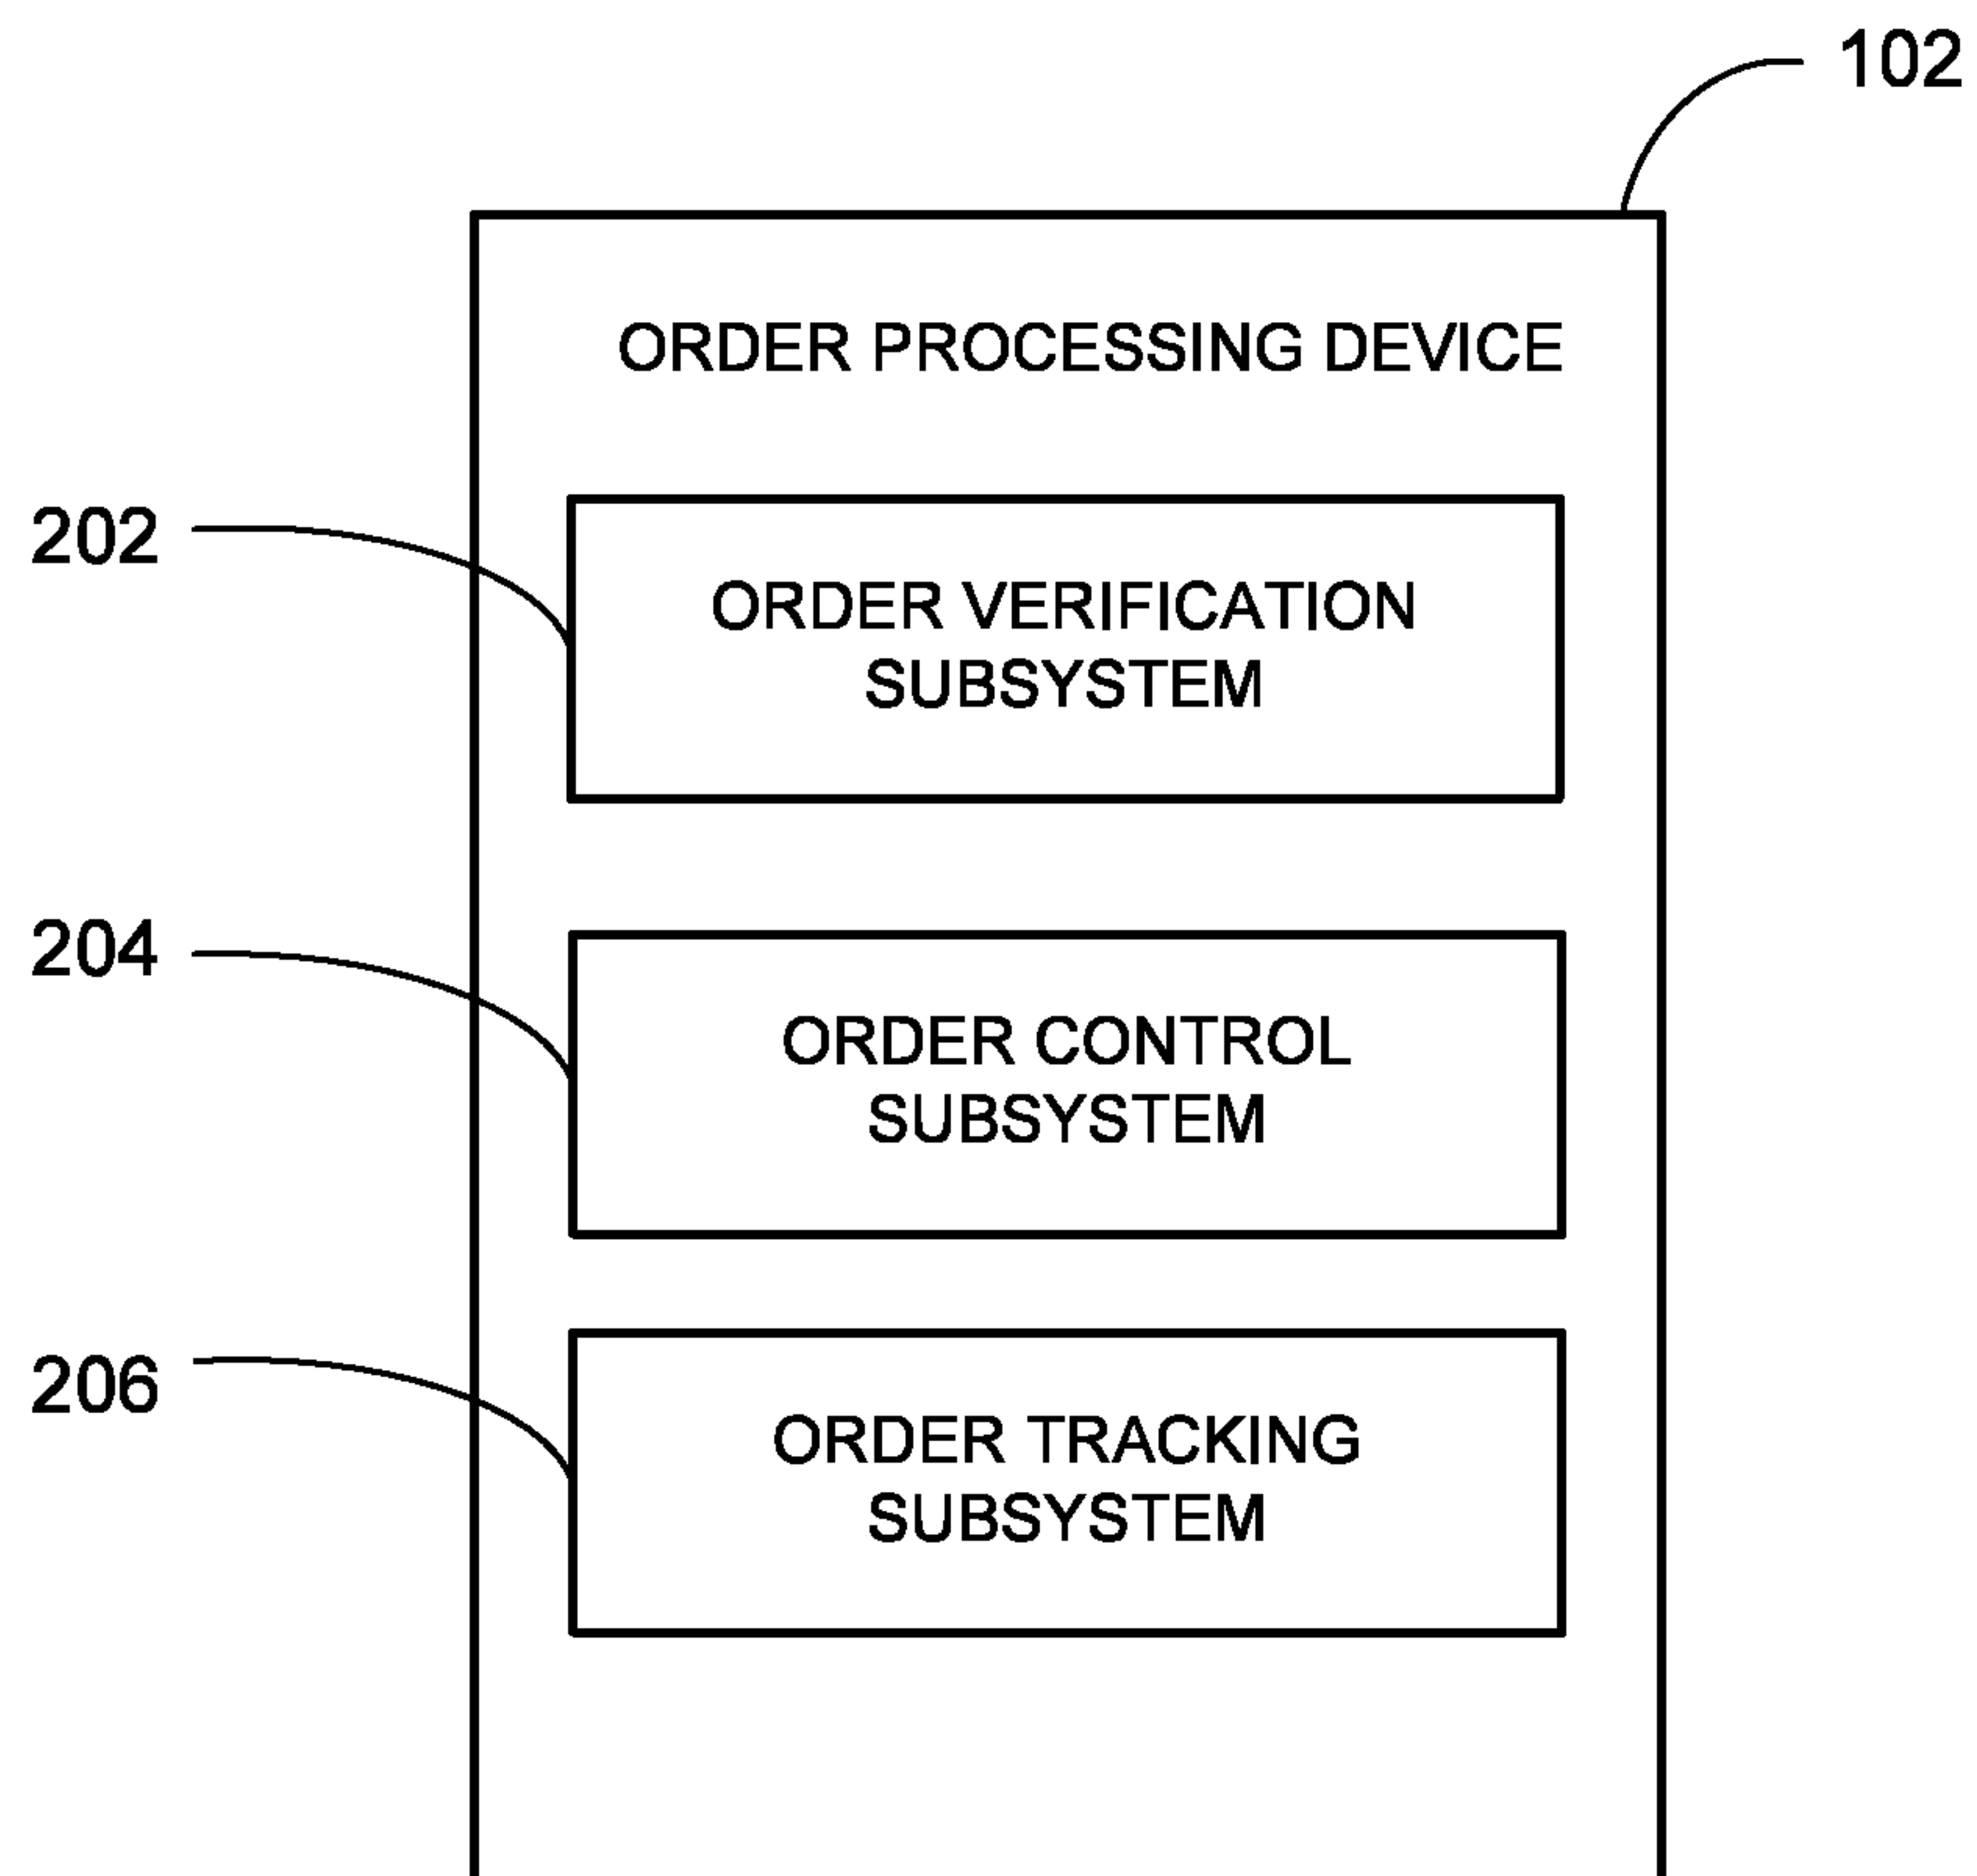 102
ORDER PROCESSING DEVICE
202
ORDER VERIFICATION
SUBSYSTEM
204
ORDER CONTROL
SUBSYSTEM
206
ORDER TRACKING
SUBSYSTEM